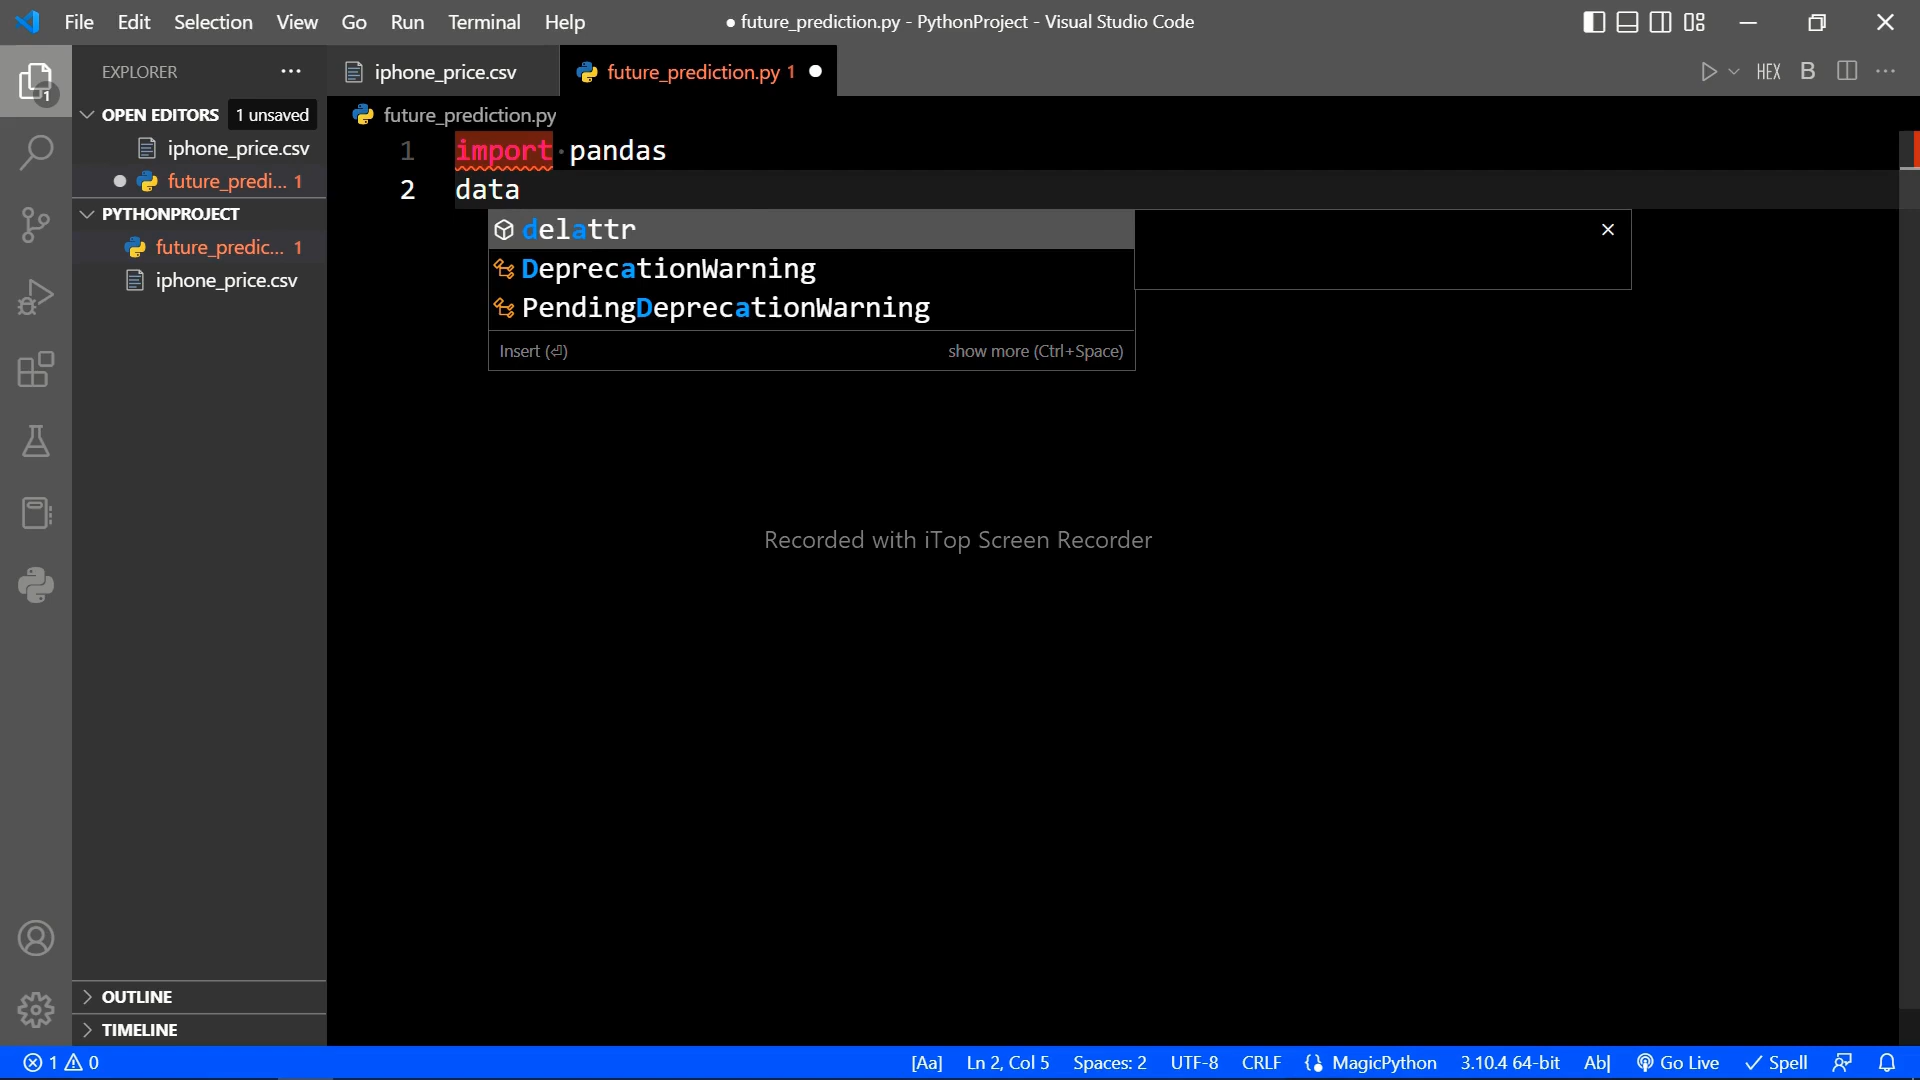 File Edit Selection View Go Run Terminal Help
● future_prediction.py - PythonProject - Visual Studio Code
EXPLORER
iphone_price.csv
future_prediction.py 1
HEX B
OPEN EDITORS 1 unsaved
future_prediction.py
iphone_price.csv
future_predi... 1
PYTHONPROJECT
future_predic... 1
iphone_price.csv
1
1 import pandas
2 data
delattr
DeprecationWarning
PendingDeprecationWarning
Insert (⏎) show more (Ctrl+Space)
Recorded with iTop Screen Recorder
OUTLINE
TIMELINE
1 0 [Aa] Ln 2, Col 5 Spaces: 2 UTF-8 CRLF MagicPython 3.10.4 64-bit Ab| Go Live Spell